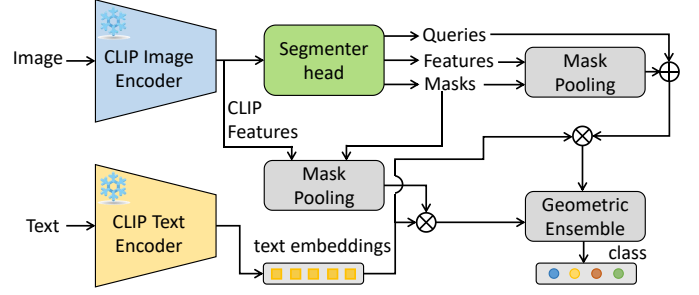 Image
CLIP Image
Encoder
Segmenter
head
Queries
Features
Masks
Mask
Pooling
CLIP
Features
Mask
Pooling
Text
CLIP Text
Encoder
text embeddings
Geometric
Ensemble
class